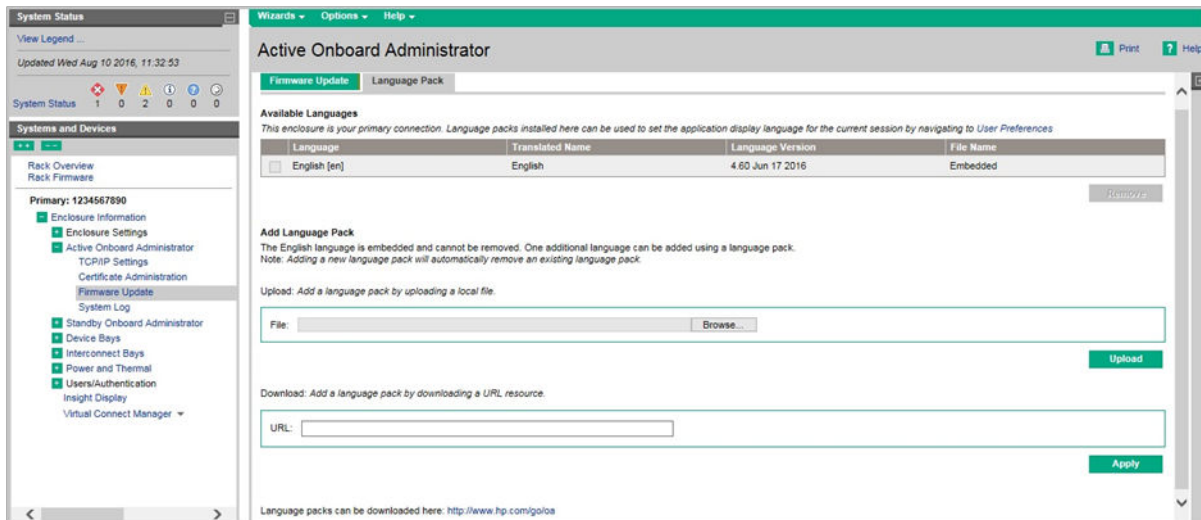 System Status
View Legend ...
Updated Wed Aug 10 2016, 11:32:53
System Status 1 0 2 0 0 0
Systems and Devices
Rack Overview
Rack Firmware
Primary: 1234567890
Enclosure Information
Enclosure Settings
Active Onboard Administrator
TCP/IP Settings
Certificate Administration
Firmware Update
System Log
Standby Onboard Administrator
Device Bays
Interconnect Bays
Power and Thermal
Users/Authentication
Insight Display
Virtual Connect Manager
Wizards Options Help
Active Onboard Administrator
Print Help
Firmware Update Language Pack
Available Languages
This enclosure is your primary connection. Language packs installed here can be used to set the application display language for the current session by navigating to User Preferences
Language Translated Name Language Version File Name
English [en] English 4.60 Jun 17 2016 Embedded
Remove
Add Language Pack
The English language is embedded and cannot be removed. One additional language can be added using a language pack.
Note: Adding a new language pack will automatically remove an existing language pack.
Upload: Add a language pack by uploading a local file.
File: Browse...
Upload
Download: Add a language pack by downloading a URL resource.
URL:
Apply
Language packs can be downloaded here: http://www.hp.com/go/oa